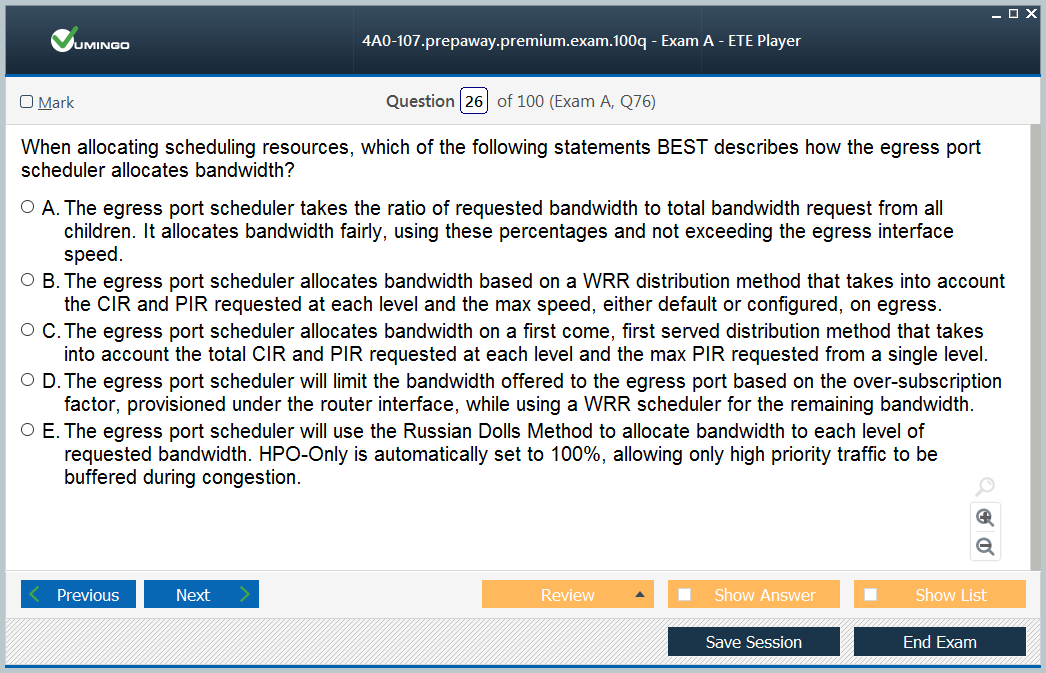 VUMINGO
4A0-107.prepaway.premium.exam.100q - Exam A - ETE Player
Mark
Question 26 of 100 (Exam A, Q76)
When allocating scheduling resources, which of the following statements BEST describes how the egress port
scheduler allocates bandwidth?
A. The egress port scheduler takes the ratio of requested bandwidth to total bandwidth request from all
children. It allocates bandwidth fairly, using these percentages and not exceeding the egress interface
speed.
B. The egress port scheduler allocates bandwidth based on a WRR distribution method that takes into account
the CIR and PIR requested at each level and the max speed, either default or configured, on egress.
C. The egress port scheduler allocates bandwidth on a first come, first served distribution method that takes
into account the total CIR and PIR requested at each level and the max PIR requested from a single level.
D. The egress port scheduler will limit the bandwidth offered to the egress port based on the over-subscription
factor, provisioned under the router interface, while using a WRR scheduler for the remaining bandwidth.
E. The egress port scheduler will use the Russian Dolls Method to allocate bandwidth to each level of
requested bandwidth. HPO-Only is automatically set to 100%, allowing only high priority traffic to be
buffered during congestion.
Previous Next Review Show Answer Show List
Save Session End Exam